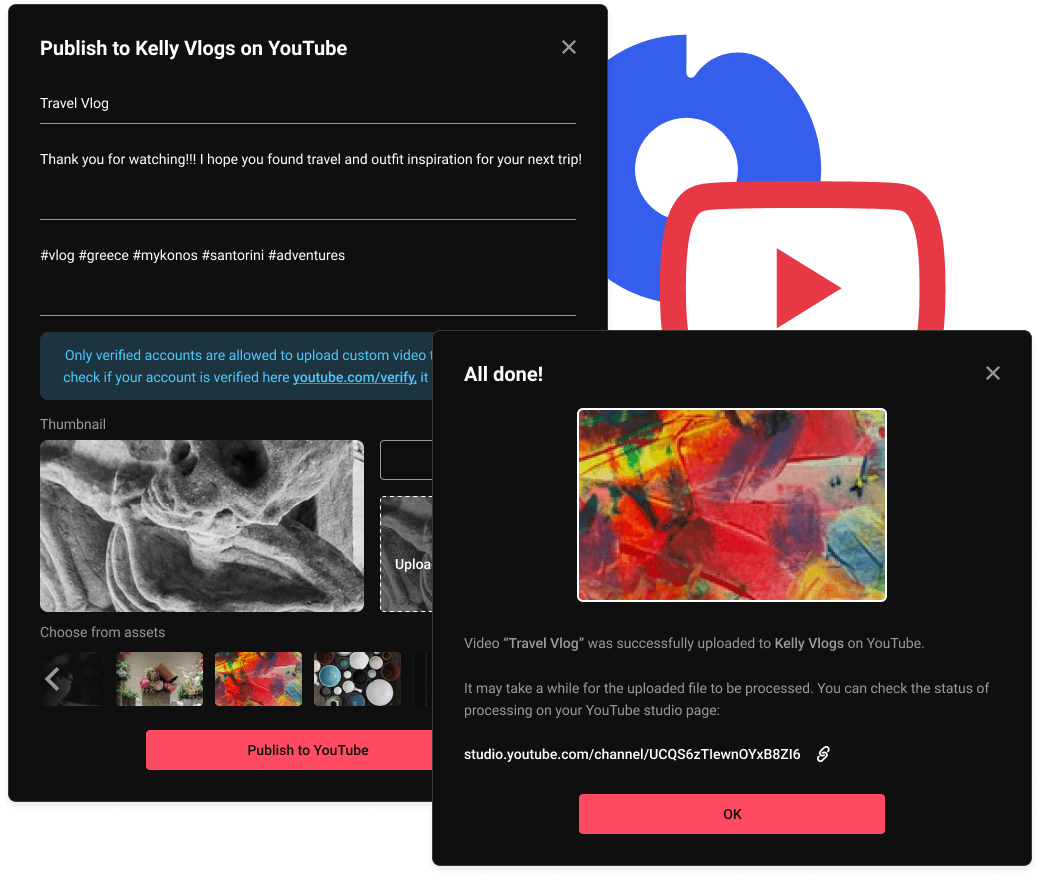 Publish to Kelly Vlogs on YouTube
Travel Vlog
Thank you for watching!!! I hope you found travel and outfit inspiration for your next trip!
#vlog #greece #mykonos #santorini #adventures
Only verified accounts are allowed to upload custom video
check if your account is verified here youtube.com/verify, it
Thumbnail
Uploa
Choose from assets
Publish to YouTube
All done!
Video “Travel Vlog” was successfully uploaded to Kelly Vlogs on YouTube.
It may take a while for the uploaded file to be processed. You can check the status of
processing on your YouTube studio page:
studio.youtube.com/channel/UCQS6zTIewnOYxB8ZI6
OK